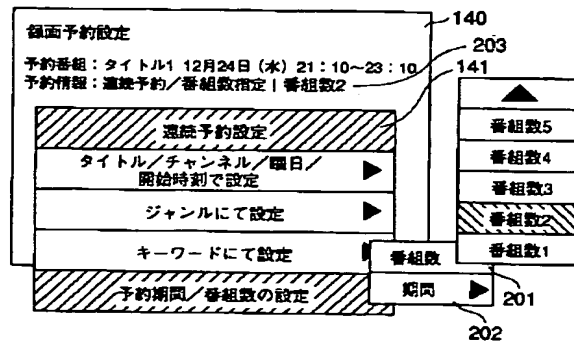 録画予約設定
140
予約番組：タイトル1 12月24日（水）21：10〜23：10
203
予約情報：連続予約／番組数指定｜番組数2
141
連続予約設定
タイトル／チャンネル／曜日／
開始時刻で設定
ジャンルにて設定
キーワードにて設定
予約期間／番組数の設定
番組数
期間
番組数5
番組数4
番組数3
番組数2
番組数1
201
202